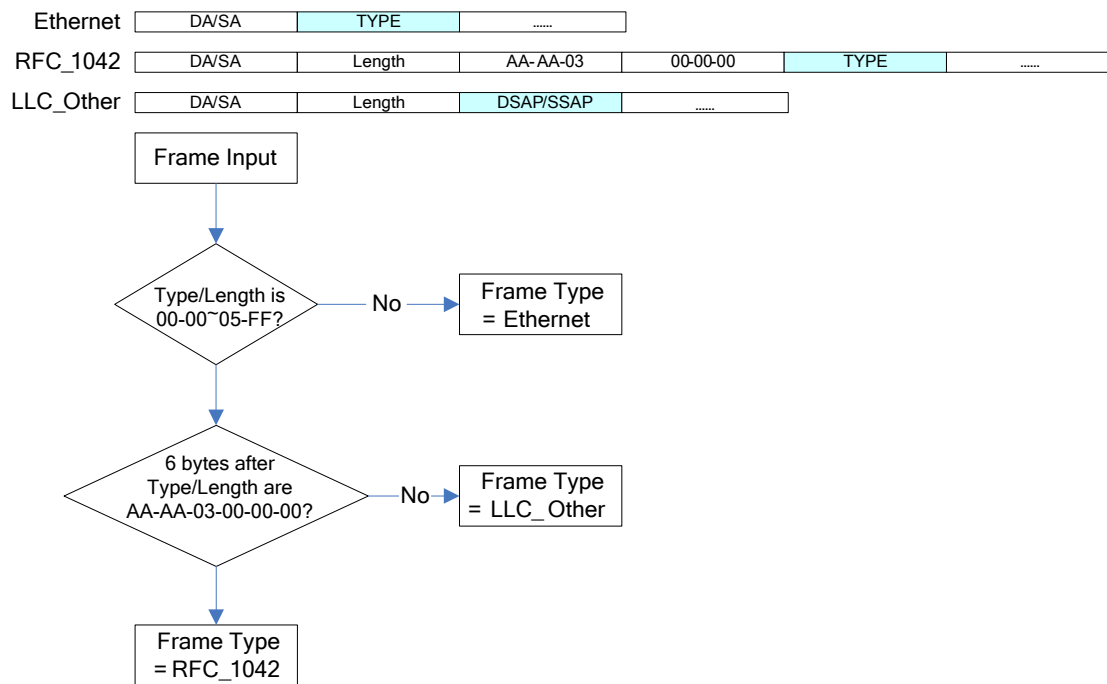 Ethernet DA/SA TYPE ......
RFC_1042 DA/SA Length AA-AA-03 00-00-00 TYPE ......
LLC_Other DA/SA Length DSAP/SSAP ......
Frame Input
Type/Length is
00-00~05-FF?
No
Frame Type
= Ethernet
6 bytes after
Type/Length are
AA-AA-03-00-00-00?
No
Frame Type
= LLC_Other
Frame Type
= RFC_1042